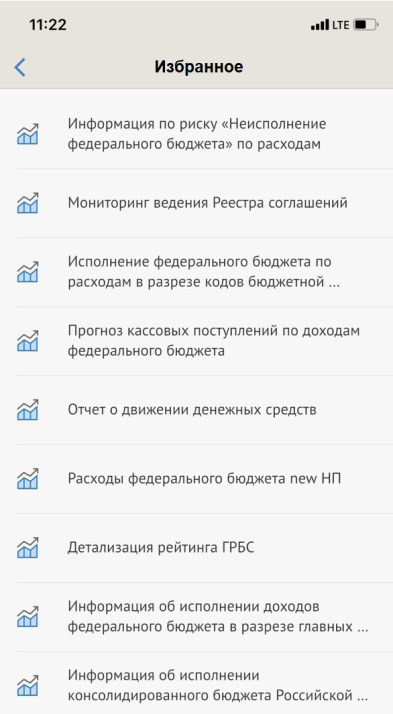 11:22 LTE
Избранное
Информация по риску «Неисполнение
федерального бюджета» по расходам
Мониторинг ведения Реестра соглашений
Исполнение федерального бюджета по
расходам в разрезе кодов бюджетной ...
Прогноз кассовых поступлений по доходам
федерального бюджета
Отчет о движении денежных средств
Расходы федерального бюджета new НП
Детализация рейтинга ГРБС
Информация об исполнении доходов
федерального бюджета в разрезе главных ...
Информация об исполнении
консолидированного бюджета Российской ...